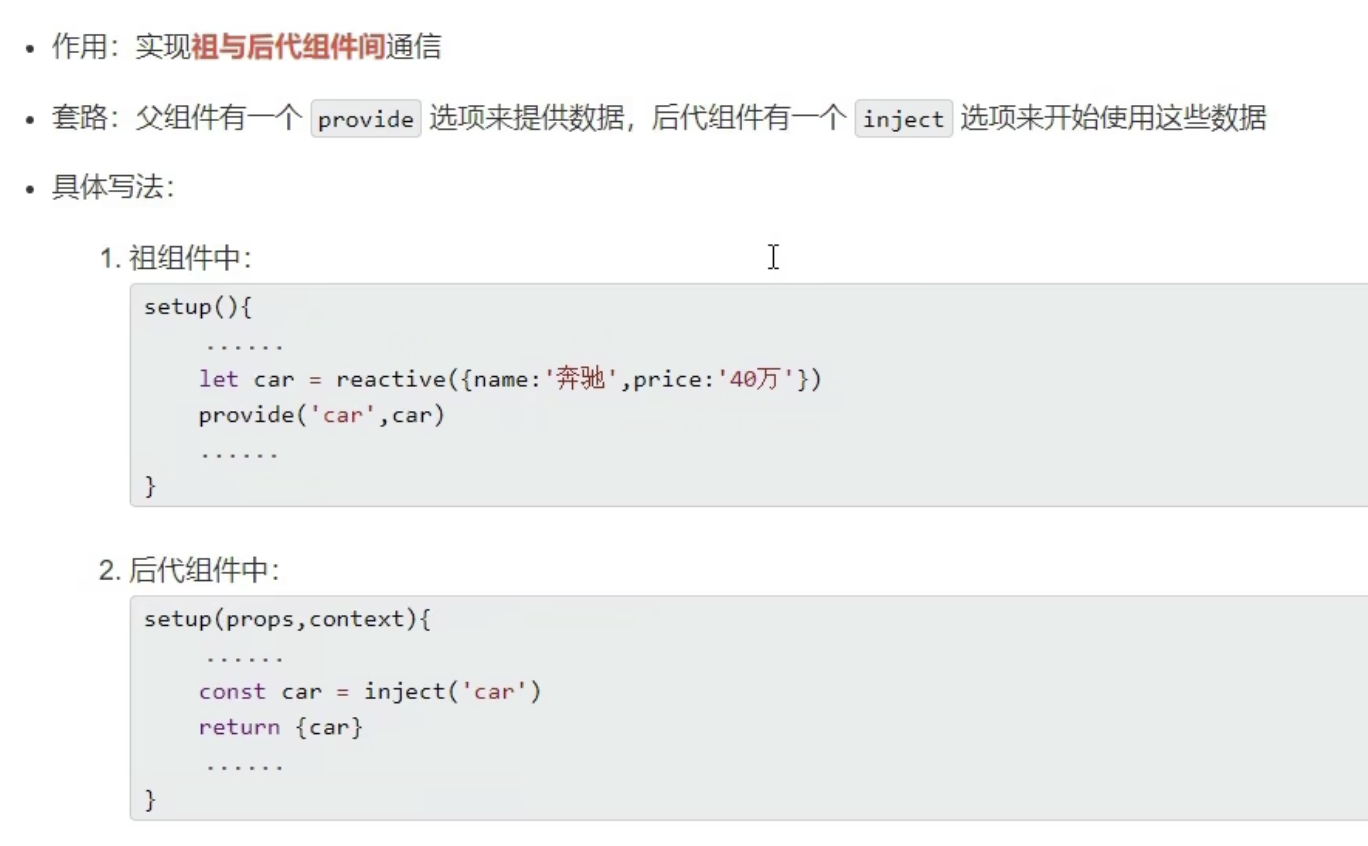 • 作用：实现祖与后代组件间通信
• 套路：父组件有一个 provide 选项来提供数据，后代组件有一个 inject 选项来开始使用这些数据
• 具体写法：
1. 祖组件中：
setup(){
......
let car = reactive({name:'奔驰',price:'40万'})
provide('car',car)
......
}
2. 后代组件中：
setup(props,context){
......
const car = inject('car')
return {car}
......
}